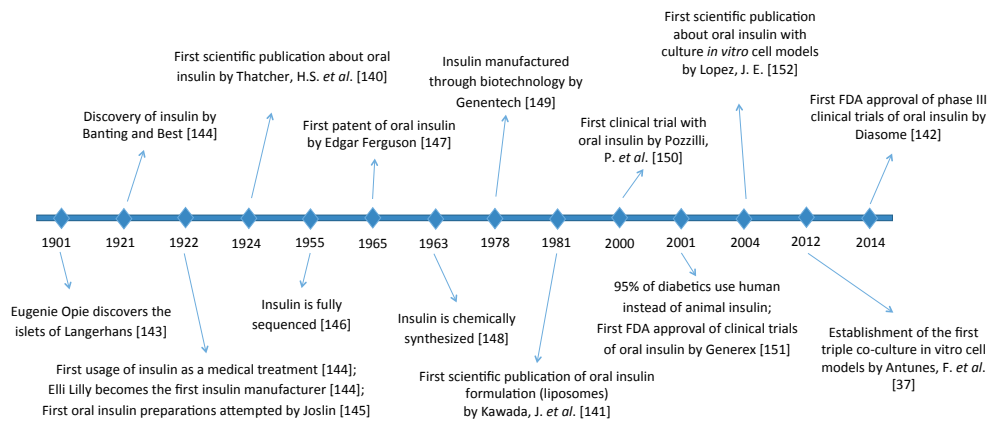 First scientific publication about oral
insulin by Thatcher, H.S. et al. [140]
Discovery of insulin by
Banting and Best [144]
First patent of oral insulin
by Edgar Ferguson [147]
Insulin manufactured
through biotechnology by
Genentech [149]
First clinical trial with
oral insulin by Pozzilli,
P. et al. [150]
First scientific publication
about oral insulin with
culture in vitro cell models
by Lopez, J. E. [152]
First FDA approval of phase III
clinical trials of oral insulin by
Diasome [142]
1901 1921 1922 1924 1955 1965 1963 1978 1981 2000 2001 2004 2012 2014
Eugenie Opie discovers the
islets of Langerhans [143]
First usage of insulin as a medical treatment [144];
Elli Lilly becomes the first insulin manufacturer [144];
First oral insulin preparations attempted by Joslin [145]
Insulin is fully
sequenced [146]
Insulin is chemically
synthesized [148]
First scientific publication of oral insulin
formulation (liposomes)
by Kawada, J. et al. [141]
95% of diabetics use human
instead of animal insulin;
First FDA approval of clinical trials
of oral insulin by Generex [151]
Establishment of the first
triple co-culture in vitro cell
models by Antunes, F. et al.
[37]